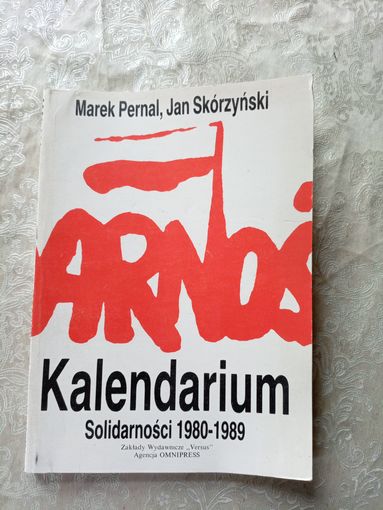 Marek Pernal, Jan Skórzyński
ARNOŚ
Kalendarium
Solidarności 1980-1989
Zakłady Wydawnicze „Versus"
Agencja OMNIPRESS